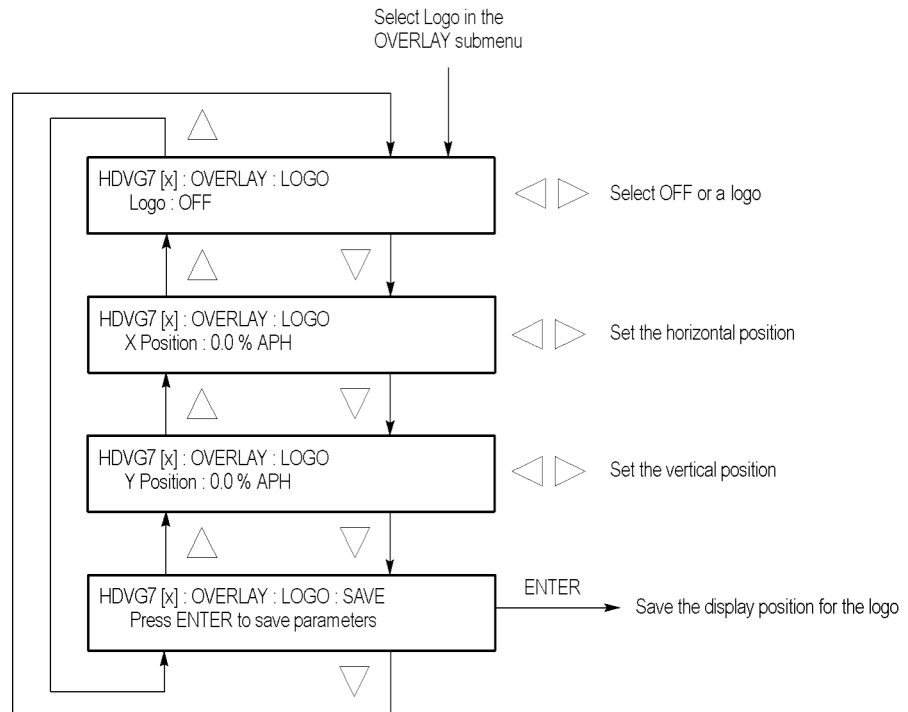 Select Logo in the
OVERLAY submenu
HDVG7 [x] : OVERLAY : LOGO
Logo : OFF
Select OFF or a logo
HDVG7 [x] : OVERLAY : LOGO
X Position : 0.0 % APH
Set the horizontal position
HDVG7 [x] : OVERLAY : LOGO
Y Position : 0.0 % APH
Set the vertical position
HDVG7 [x] : OVERLAY : LOGO : SAVE
Press ENTER to save parameters
ENTER
Save the display position for the logo